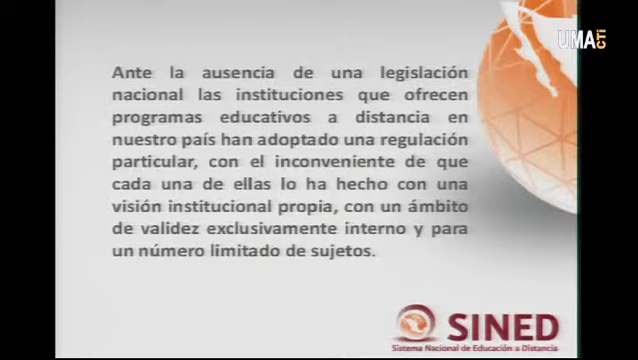 UMA CTI
Ante la ausencia de una legislación
nacional las instituciones que ofrecen
programas educativos a distancia en
nuestro país han adoptado una regulación
particular, con el inconveniente de que
cada una de ellas lo ha hecho con una
visión institucional propia, con un ámbito
de validez exclusivamente interno y para
un número limitado de sujetos.
SINED
Sistema Nacional de Educación a Distancia